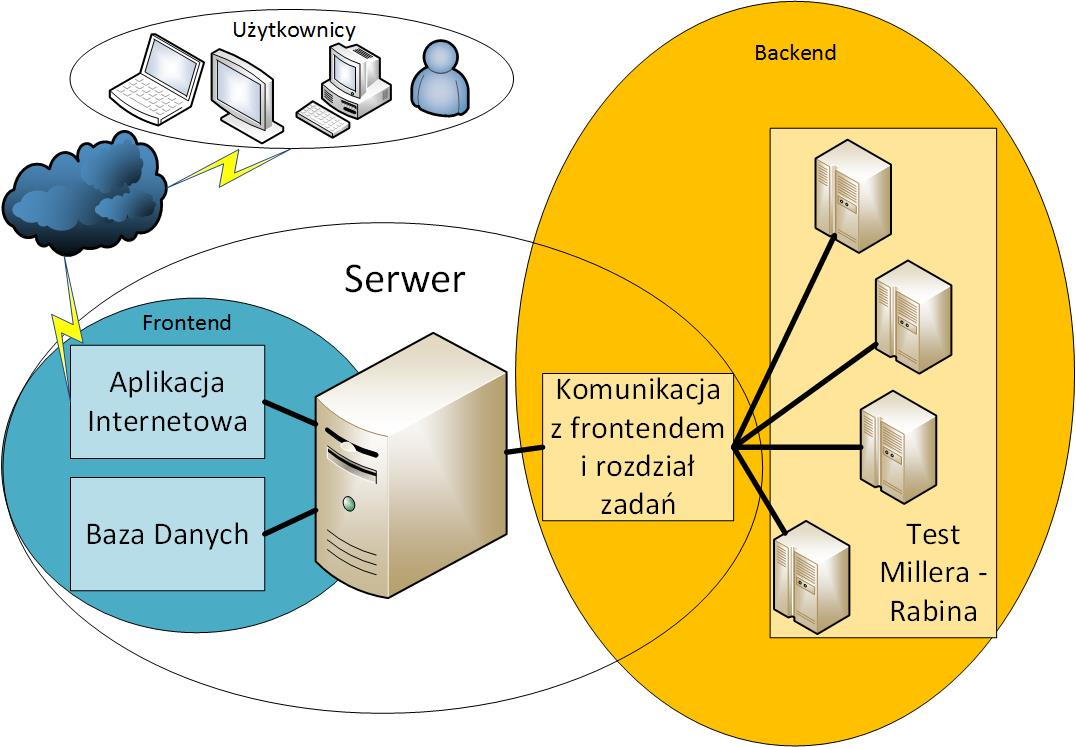 Użytkownicy
Backend
Serwer
Frontend
Aplikacja
Internetowa
Baza Danych
Komunikacja
z frontendem
i rozdział
zadań
Test
Millera -
Rabina